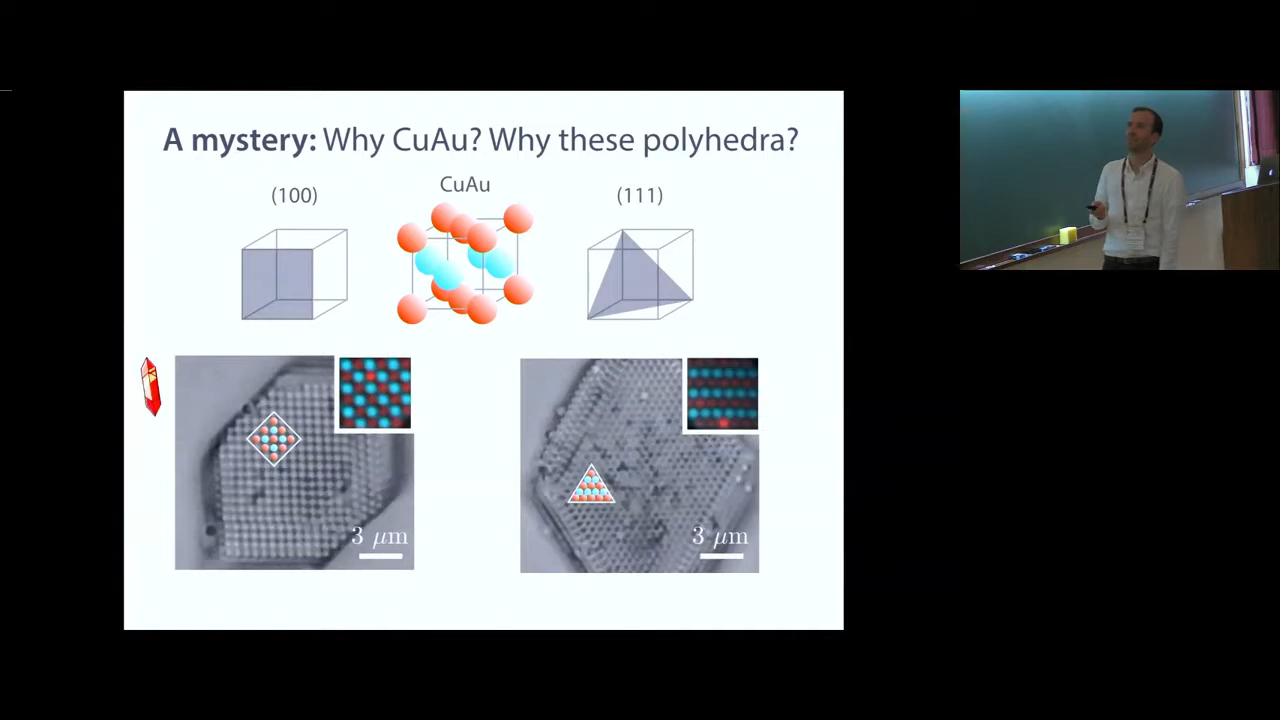 A mystery: Why CuAu? Why these polyhedra?
(100)
CuAu
(111)
3 μm
3 μm